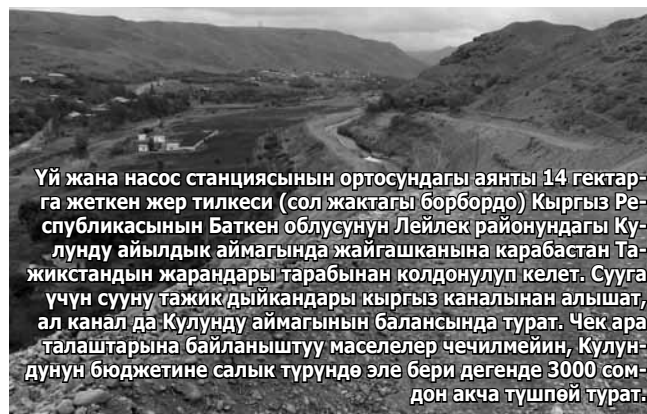 Үй жана насос станциясынын ортосундагы аянты 14 гектар-
га жеткен жер тилкеси (сол жактагы борбордо) Кыргыз Ре-
спубликасынын Баткен облусунун Лейлек районундагы Ку-
лунду айылдык аймагында жайгашканына карабастан Та-
жикстандын жарандары тарабынан колдонулуп келет. Сууга
үчүн сууну тажик дыйкандары кыргыз каналынан алышат,
ал канал да Кулунду аймагынын балансында турат. Чек ара
талаштарына байланыштуу маселелер чечилмейин, Кулун-
дунун бюджетине салык түрүндө эле бери дегенде 3000 сом-
дон акча түшпөй турат.